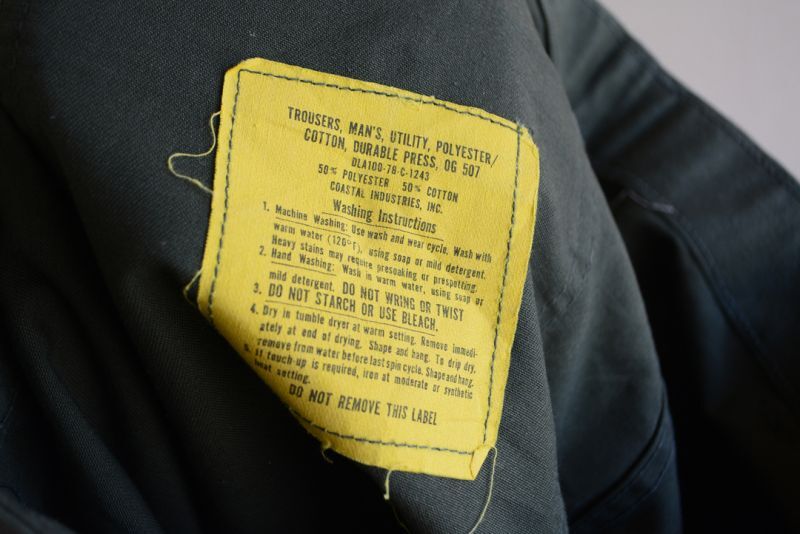 TROUSERS, MAN'S, UTILITY, POLYESTER/
COTTON, DURABLE PRESS, OG 507
DLA100-78-C-1243
50% POLYESTER 50% COTTON
COASTAL INDUSTRIES, INC.
Washing Instructions
1. Machine Washing: Use wash and wear cycle. Wash with
warm water (120°F), using soap or mild detergent.
Heavy stains may require presoaking or prespotting.
2. Hand Washing: Wash in warm water, using soap or
mild detergent. DO NOT WRING OR TWIST
3. DO NOT STARCH OR USE BLEACH.
4. Dry in tumble dryer at warm setting. Remove immedi-
ately at end of drying. Shape and hang. To drip dry,
remove from water before last spin cycle. Shape and hang.
5. If touch-up is required, iron at moderate or synthetic
heat setting.
DO NOT REMOVE THIS LABEL